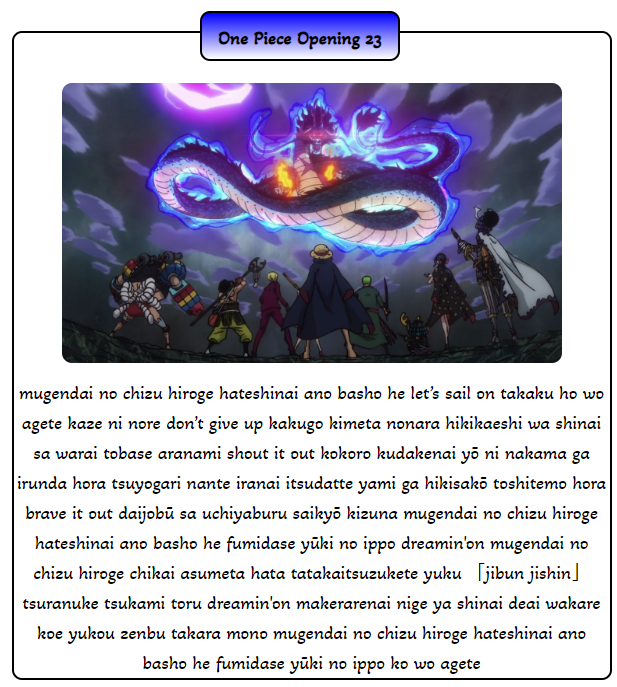 One Piece Opening 23
mugendai no chizu hiroge hateshinai ano basho he let's sail on takaku ho wo
agete kaze ni nore don't give up kakugo kimeta nonara hikikaeshi wa shinai
sa warai tobase aranami shout it out kokoro kudakenai yō ni nakama ga
irunda hora tsuyogari nante iranai itsudatte yami ga hikisakō toshitemo hora
brave it out daijobū sa uchiyaburu saikyō kizuna mugendai no chizu hiroge
hateshinai ano basho he fumidase yūki no ippo dreamin'on mugendai no
chizu hiroge chikai asumeta hata tatakaitsuzukete yuku 「jibun jishin」
tsuranuke tsukami toru dreamin'on makerarenai nige ya shinai deai wakare
koe yukou zenbu takara mono mugendai no chizu hiroge hateshinai ano
basho he fumidase yūki no ippo ko wo agete